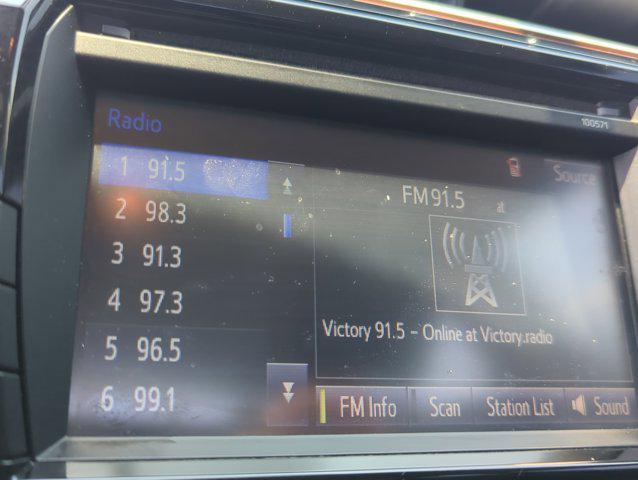 100571
Radio
Source
1 91.5
2 98.3
3 91.3
4 97.3
5 96.5
6 99.1
FM 91.5
Victory 91.5 - Online at Victory.radio
FM Info
Scan
Station List
Sound